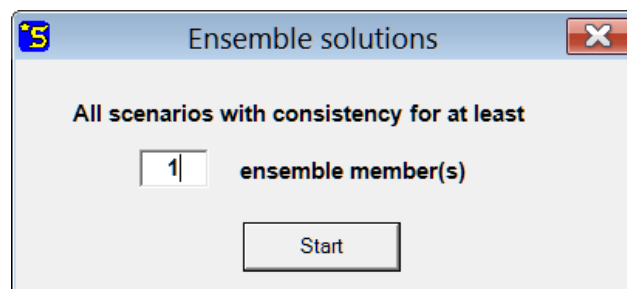 Ensemble solutions
All scenarios with consistency for at least
1 ensemble member(s)
Start